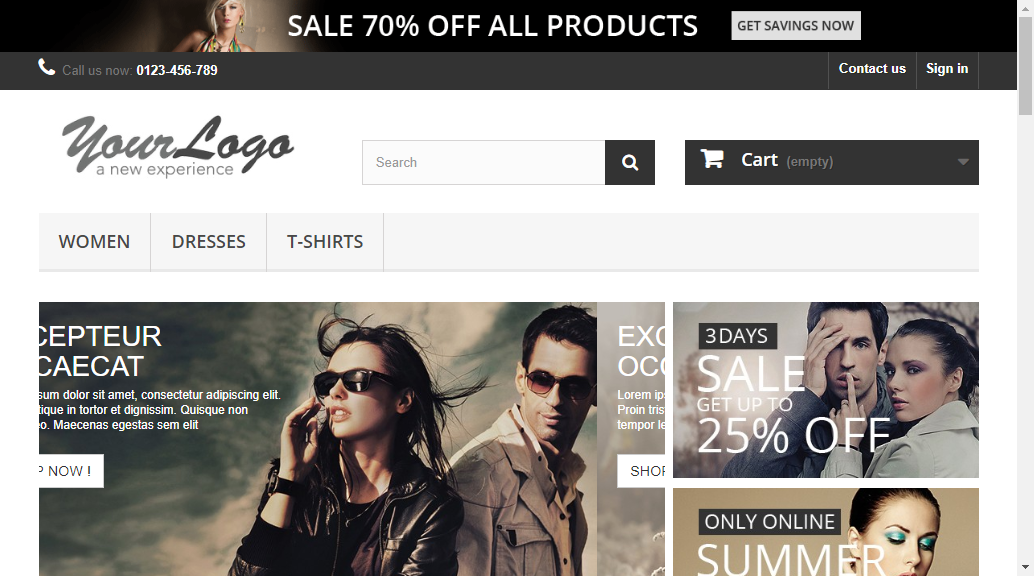 SALE 70% OFF ALL PRODUCTS
GET SAVINGS NOW
Call us now: 0123-456-789
Contact us
Sign in
YourLogo
a new experience
Search
Cart (empty)
WOMEN
DRESSES
T-SHIRTS
CEPTEUR
CAECAT
sum dolor sit amet, consectetur adipiscing elit.
tique in tortor et dignissim. Quisque non
eo. Maecenas egestas sem elit
P NOW !
EXC
OCC
Lorem ip
Proin tris
tempor le
SHOP
3 DAYS
SALE
GET UP TO
25% OFF
ONLY ONLINE
SUMMER